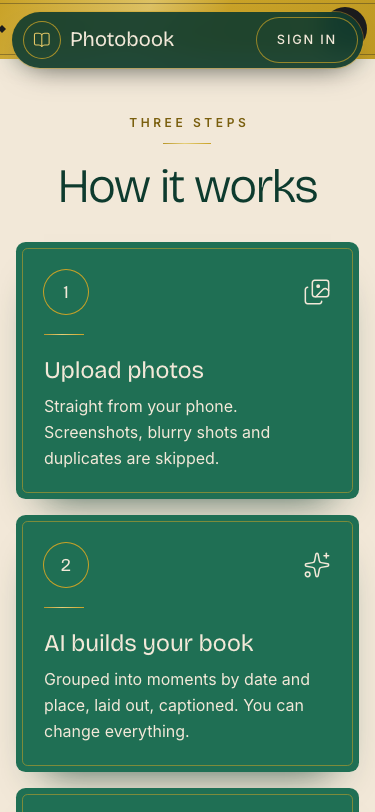 Photobook
SIGN IN
THREE STEPS
How it works
1
Upload photos
Straight from your phone.
Screenshots, blurry shots and
duplicates are skipped.
2
AI builds your book
Grouped into moments by date and
place, laid out, captioned. You can
change everything.